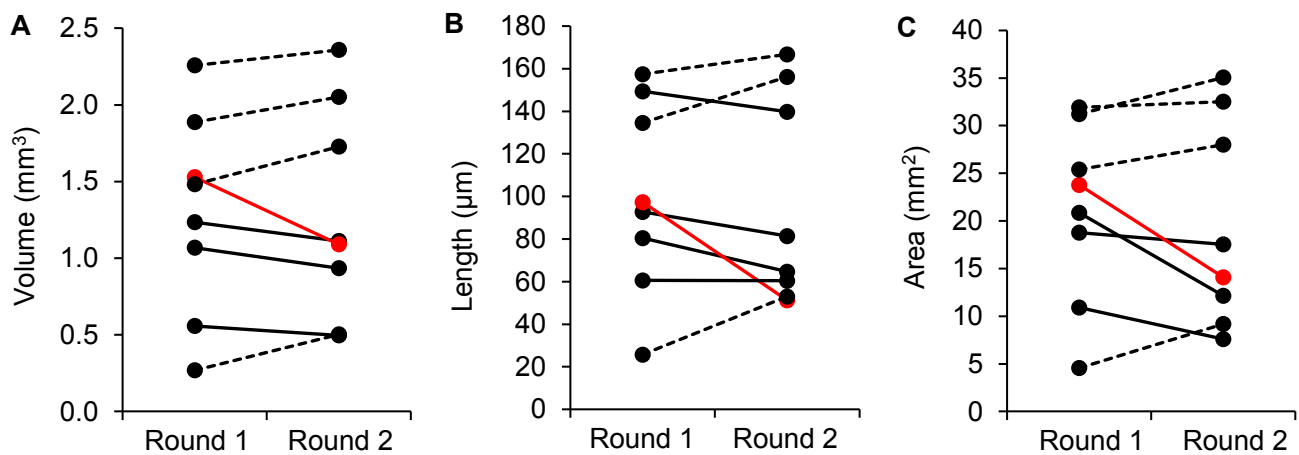 A
Volume (mm³)
2.5
2.0
1.5
1.0
0.5
0.0
Round 1
Round 2
B
Length (µm)
180
160
140
120
100
80
60
40
20
0
Round 1
Round 2
C
Area (mm²)
40
35
30
25
20
15
10
5
0
Round 1
Round 2